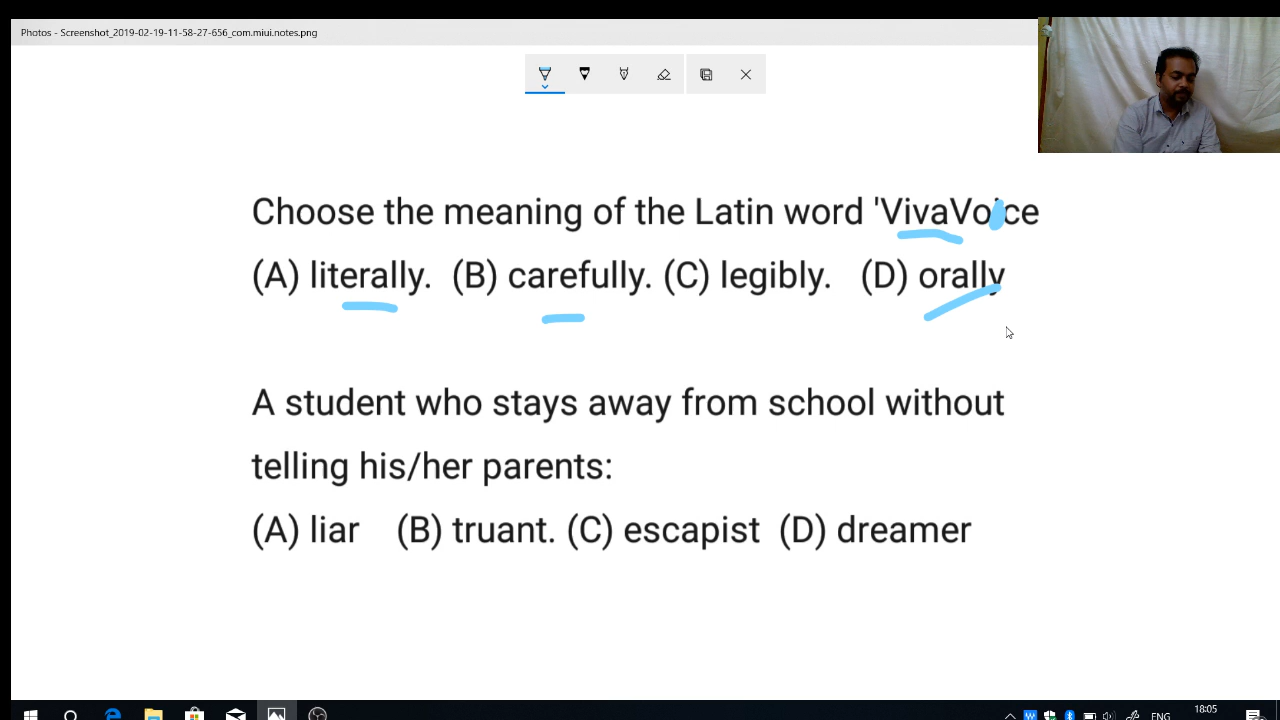 Photos - Screenshot_2019-02-19-11-58-27-656_com.miui.notes.png
Choose the meaning of the Latin word 'VivaVoice
(A) literally. (B) carefully. (C) legibly. (D) orally
A student who stays away from school without
telling his/her parents:
(A) liar (B) truant. (C) escapist (D) dreamer
ENG
18:05